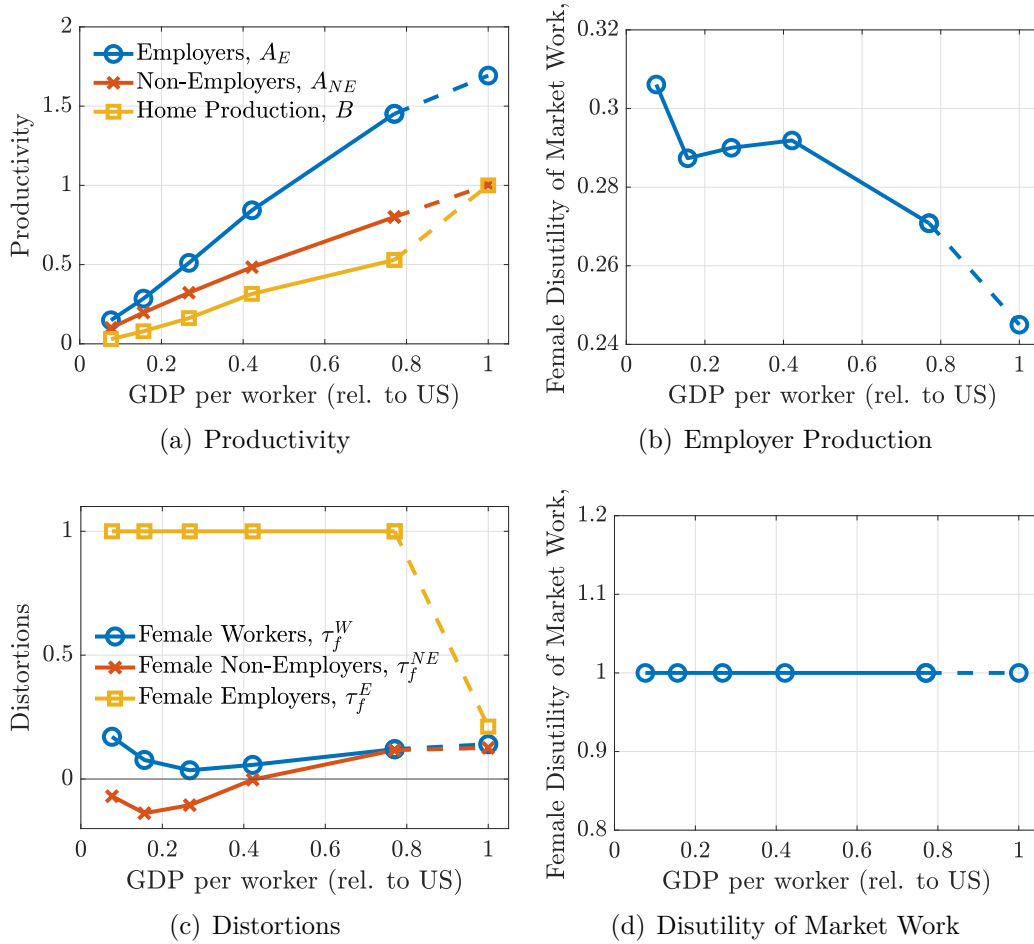 2
1.5
1
0.5
0
Productivity
Employers, A_E
Non-Employers, A_{NE}
Home Production, B
0 0.2 0.4 0.6 0.8 1
GDP per worker (rel. to US)
(a) Productivity
0.32
0.3
0.28
0.26
0.24
Female Disutility of Market Work,
0 0.2 0.4 0.6 0.8 1
GDP per worker (rel. to US)
(b) Employer Production
1
0.5
0
Distortions
Female Workers, τ_f^W
Female Non-Employers, τ_f^{NE}
Female Employers, τ_f^E
0 0.2 0.4 0.6 0.8 1
GDP per worker (rel. to US)
(c) Distortions
1.2
1.1
1
0.9
0.8
Female Disutility of Market Work,
0 0.2 0.4 0.6 0.8 1
GDP per worker (rel. to US)
(d) Disutility of Market Work